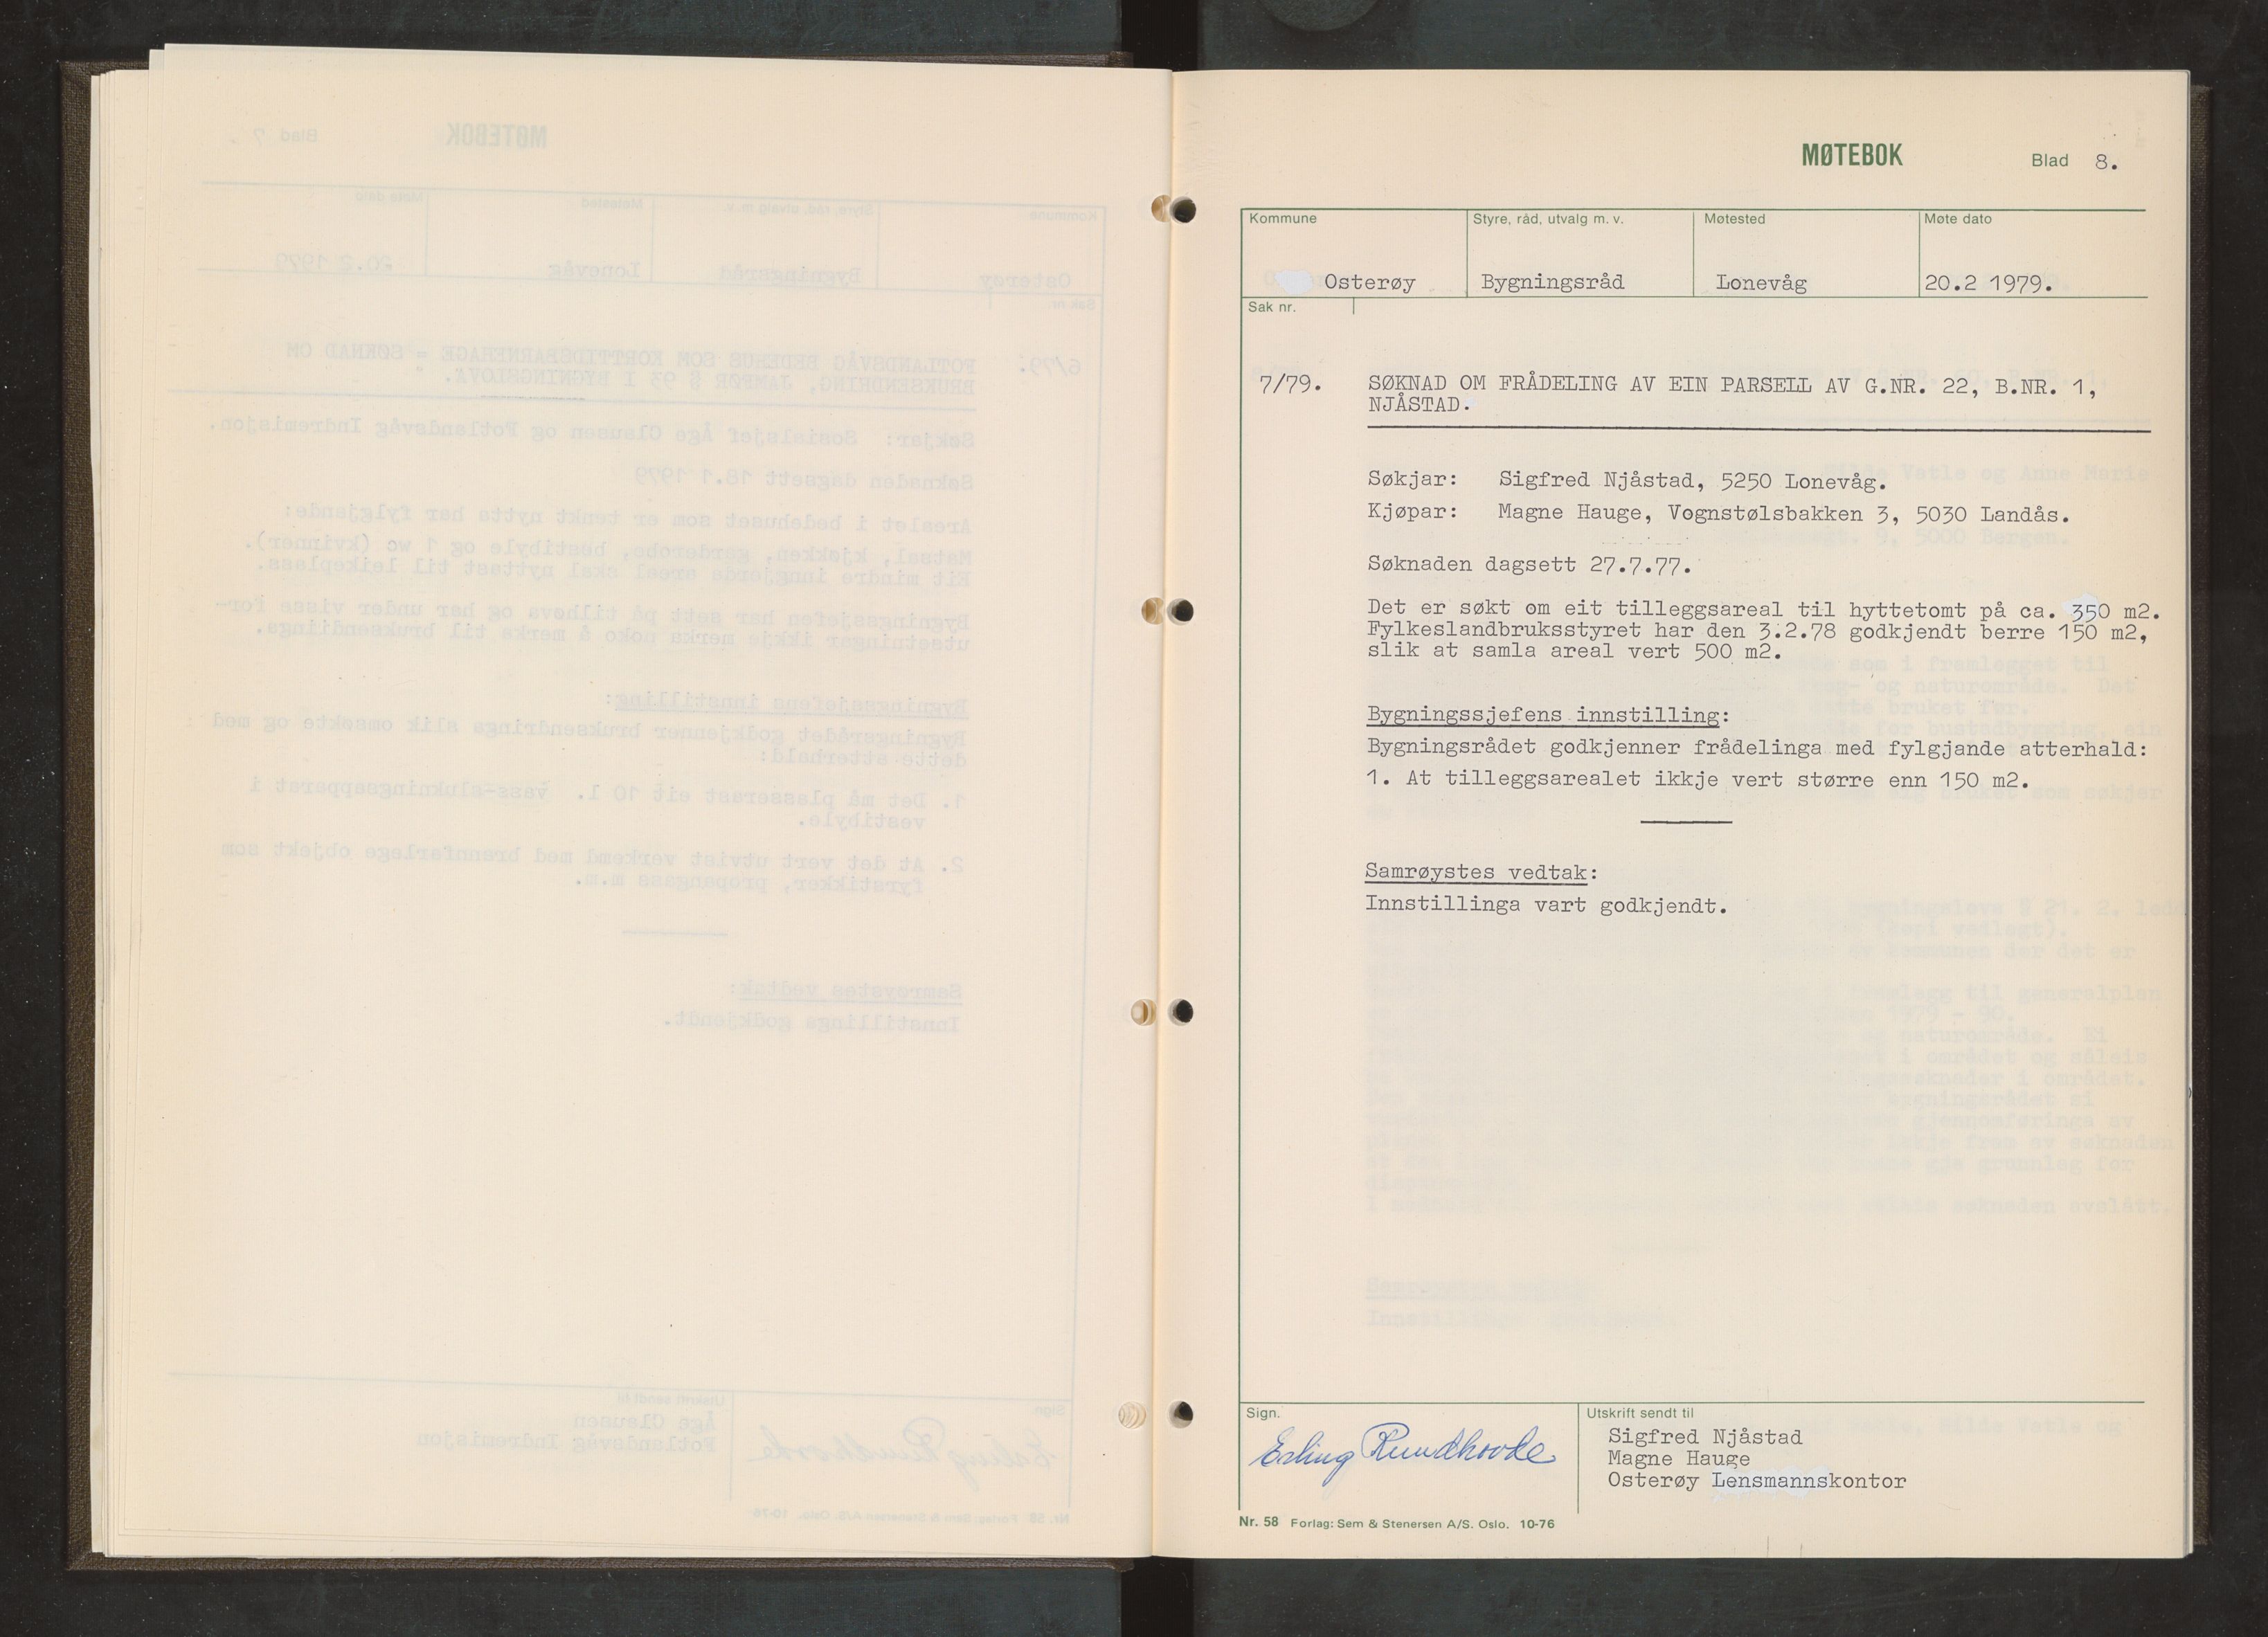 MØTEBOK
Blad 8.
Kommune
Styre, råd, utvalg m. v.
Møtested
Møte dato
Osterøy
Bygningsråd
Lonevåg
20.2 1979.
Sak nr.
7/79. SØKNAD OM FRÅDELING AV EIN PARSELL AV G.NR. 22, B.NR. 1,
NJÅSTAD.
Søkjar: Sigfred Njåstad, 5250 Lonevåg.
Kjøpar: Magne Hauge, Vognstølsbakken 3, 5030 Landås.
Søknaden dagsett 27.7.77.
Det er søkt om eit tilleggsareal til hyttetomt på ca. 350 m2.
Fylkeslandbruksstyret har den 3.2.78 godkjendt berre 150 m2,
slik at samla areal vert 500 m2.
Bygningssjefens innstilling:
Bygningsrådet godkjenner frådelinga med fylgjande atterhald:
1. At tilleggsarealet ikkje vert større enn 150 m2.
Samrøystes vedtak:
Innstillinga vart godkjendt.
Sign.
Erling Rundhovde
Utskrift sendt til
Sigfred Njåstad
Magne Hauge
Osterøy Lensmannskontor
Nr. 58 Forlag: Sem & Stenersen A/S. Oslo. 10-76